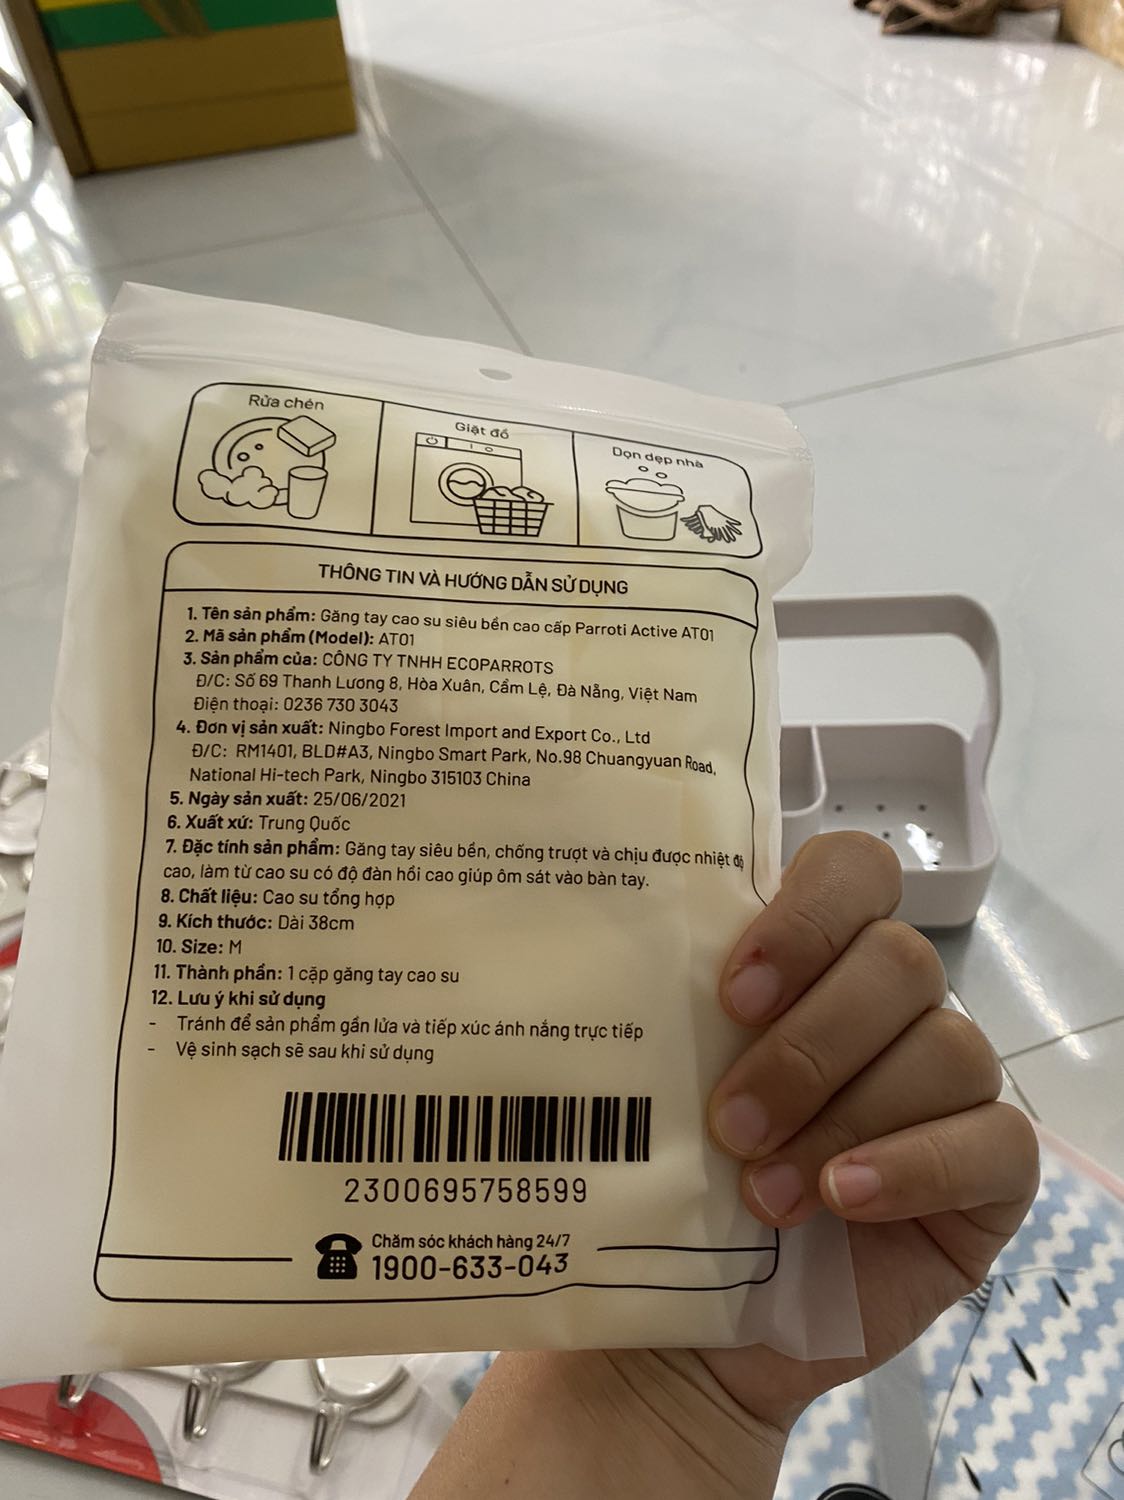 Rửa chén
Giặt đồ
Dọn dẹp nhà
THÔNG TIN VÀ HƯỚNG DẪN SỬ DỤNG
1. Tên sản phẩm: Găng tay cao su siêu bền cao cấp Parroti Active AT01
2. Mã sản phẩm (Model): AT01
3. Sản phẩm của: CÔNG TY TNHH ECOPARROTS
Đ/C: Số 69 Thanh Lương 8, Hòa Xuân, Cẩm Lệ, Đà Nẵng, Việt Nam
Điện thoại: 0236 730 3043
4. Đơn vị sản xuất: Ningbo Forest Import and Export Co., Ltd
Đ/C: RM1401, BLD#A3, Ningbo Smart Park, No.98 Chuangyuan Road,
National Hi-tech Park, Ningbo 315103 China
5. Ngày sản xuất: 25/06/2021
6. Xuất xứ: Trung Quốc
7. Đặc tính sản phẩm: Găng tay siêu bền, chống trượt và chịu được nhiệt độ
cao, làm từ cao su có độ đàn hồi cao giúp ôm sát vào bàn tay.
8. Chất liệu: Cao su tổng hợp
9. Kích thước: Dài 38cm
10. Size: M
11. Thành phần: 1 cặp găng tay cao su
12. Lưu ý khi sử dụng
- Tránh để sản phẩm gần lửa và tiếp xúc ánh nắng trực tiếp
- Vệ sinh sạch sẽ sau khi sử dụng
2300695758599
Chăm sóc khách hàng 24/7
1900-633-043